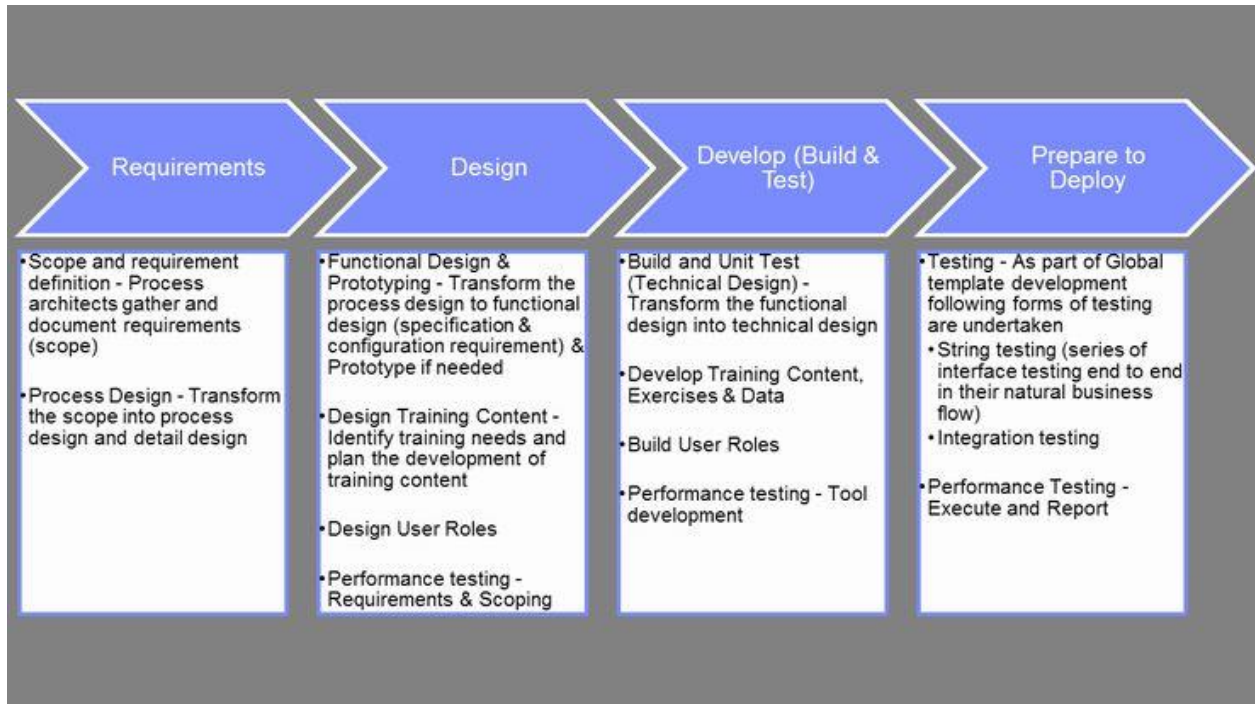 Requirements
•Scope and requirement
definition - Process
architects gather and
document requirements
(scope)
•Process Design - Transform
the scope into process
design and detail design
Design
•Functional Design &
Prototyping - Transform the
process design to functional
design (specification &
configuration requirement) &
Prototype if needed
•Design Training Content -
Identify training needs and
plan the development of
training content
•Design User Roles
•Performance testing -
Requirements & Scoping
Develop (Build &
Test)
•Build and Unit Test
(Technical Design) -
Transform the functional
design into technical design
•Develop Training Content,
Exercises & Data
•Build User Roles
•Performance testing - Tool
development
Prepare to
Deploy
•Testing - As part of Global
template development
following forms of testing
are undertaken
•String testing (series of
interface testing end to end
in their natural business
flow)
•Integration testing
•Performance Testing -
Execute and Report